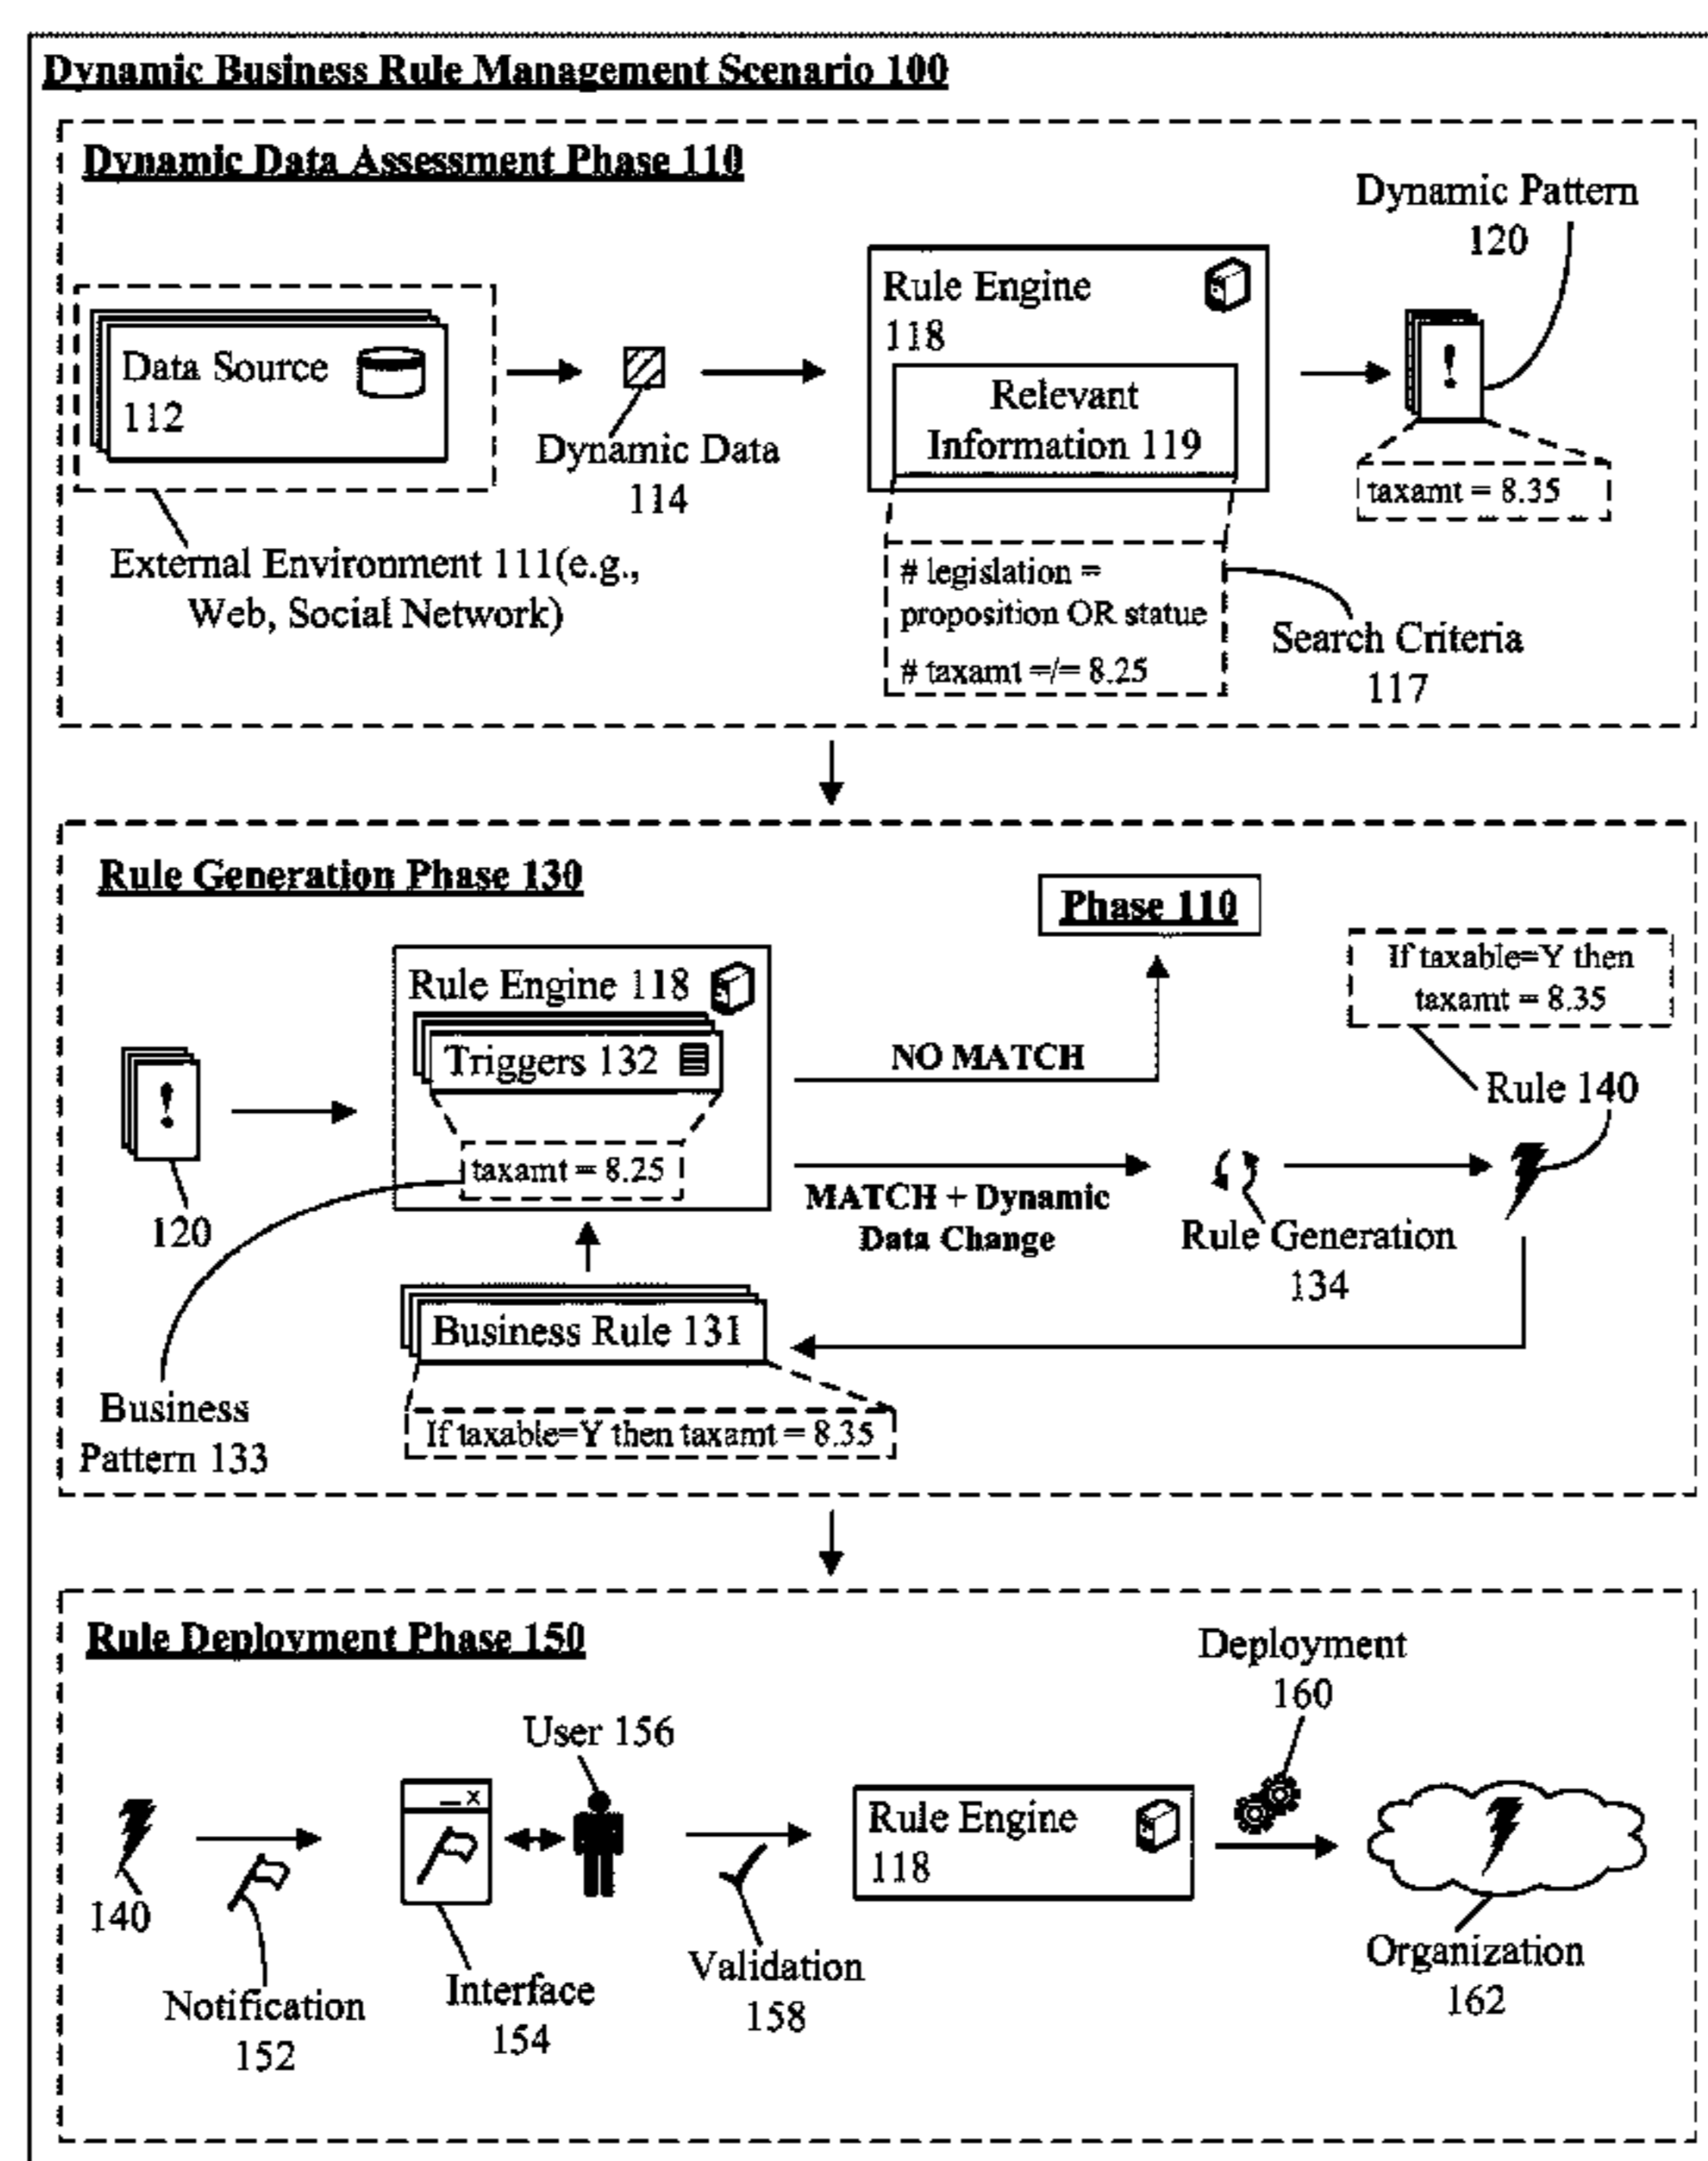 Dynamic Business Rule Management Scenario 100
Dynamic Data Assessment Phase 110
Dynamic Pattern
120
Rule Engine
118
Data Source
112
Relevant
Information 119
Dynamic Data
114
!
taxamt = 8.35
External Environment 111(e.g.,
Web, Social Network)
# legislation =
proposition OR statue
# taxamt =/= 8.25
Search Criteria
117
Rule Generation Phase 130
Phase 110
If taxable=Y then
taxamt = 8.35
Rule Engine 118
Triggers 132
NO MATCH
Rule 140
!
120
taxamt = 8.25
MATCH + Dynamic
Data Change
Rule Generation
134
Business Rule 131
Business
Pattern 133
If taxable=Y then taxamt = 8.35
Rule Deployment Phase 150
Deployment
160
User 156
Rule Engine
118
140
Notification
152
Interface
154
Validation
158
Organization
162